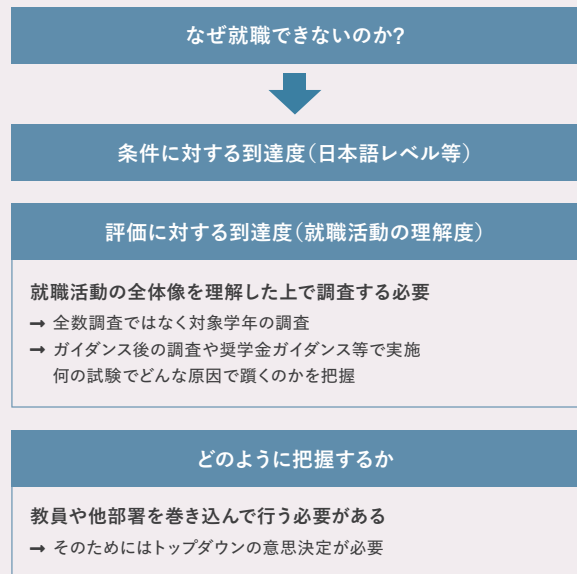 なぜ就職できないのか?
条件に対する到達度（日本語レベル等）
評価に対する到達度（就職活動の理解度）
就職活動の全体像を理解した上で調査する必要
→ 全数調査ではなく対象学年の調査
→ ガイダンス後の調査や奨学金ガイダンス等で実施
何の試験でどんな原因で躓くのかを把握
どのように把握するか
教員や他部署を巻き込んで行う必要がある
→ そのためにはトップダウンの意思決定が必要